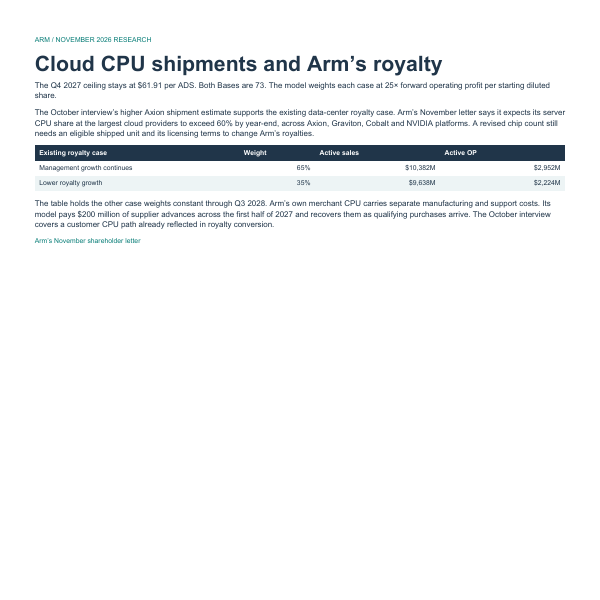 ARM / NOVEMBER 2026 RESEARCH
Cloud CPU shipments and Arm’s royalty
The Q4 2027 ceiling stays at $61.91 per ADS. Both Bases are 73. The model weights each case at 25× forward operating profit per starting diluted
share.
The October interview’s higher Axion shipment estimate supports the existing data-center royalty case. Arm’s November letter says it expects its server
CPU share at the largest cloud providers to exceed 60% by year-end, across Axion, Graviton, Cobalt and NVIDIA platforms. A revised chip count still
needs an eligible shipped unit and its licensing terms to change Arm’s royalties.
Existing royalty case Weight Active sales Active OP
Management growth continues 65% $10,382M $2,952M
Lower royalty growth 35% $9,638M $2,224M
The table holds the other case weights constant through Q3 2028. Arm’s own merchant CPU carries separate manufacturing and support costs. Its
model pays $200 million of supplier advances across the first half of 2027 and recovers them as qualifying purchases arrive. The October interview
covers a customer CPU path already reflected in royalty conversion.
Arm’s November shareholder letter